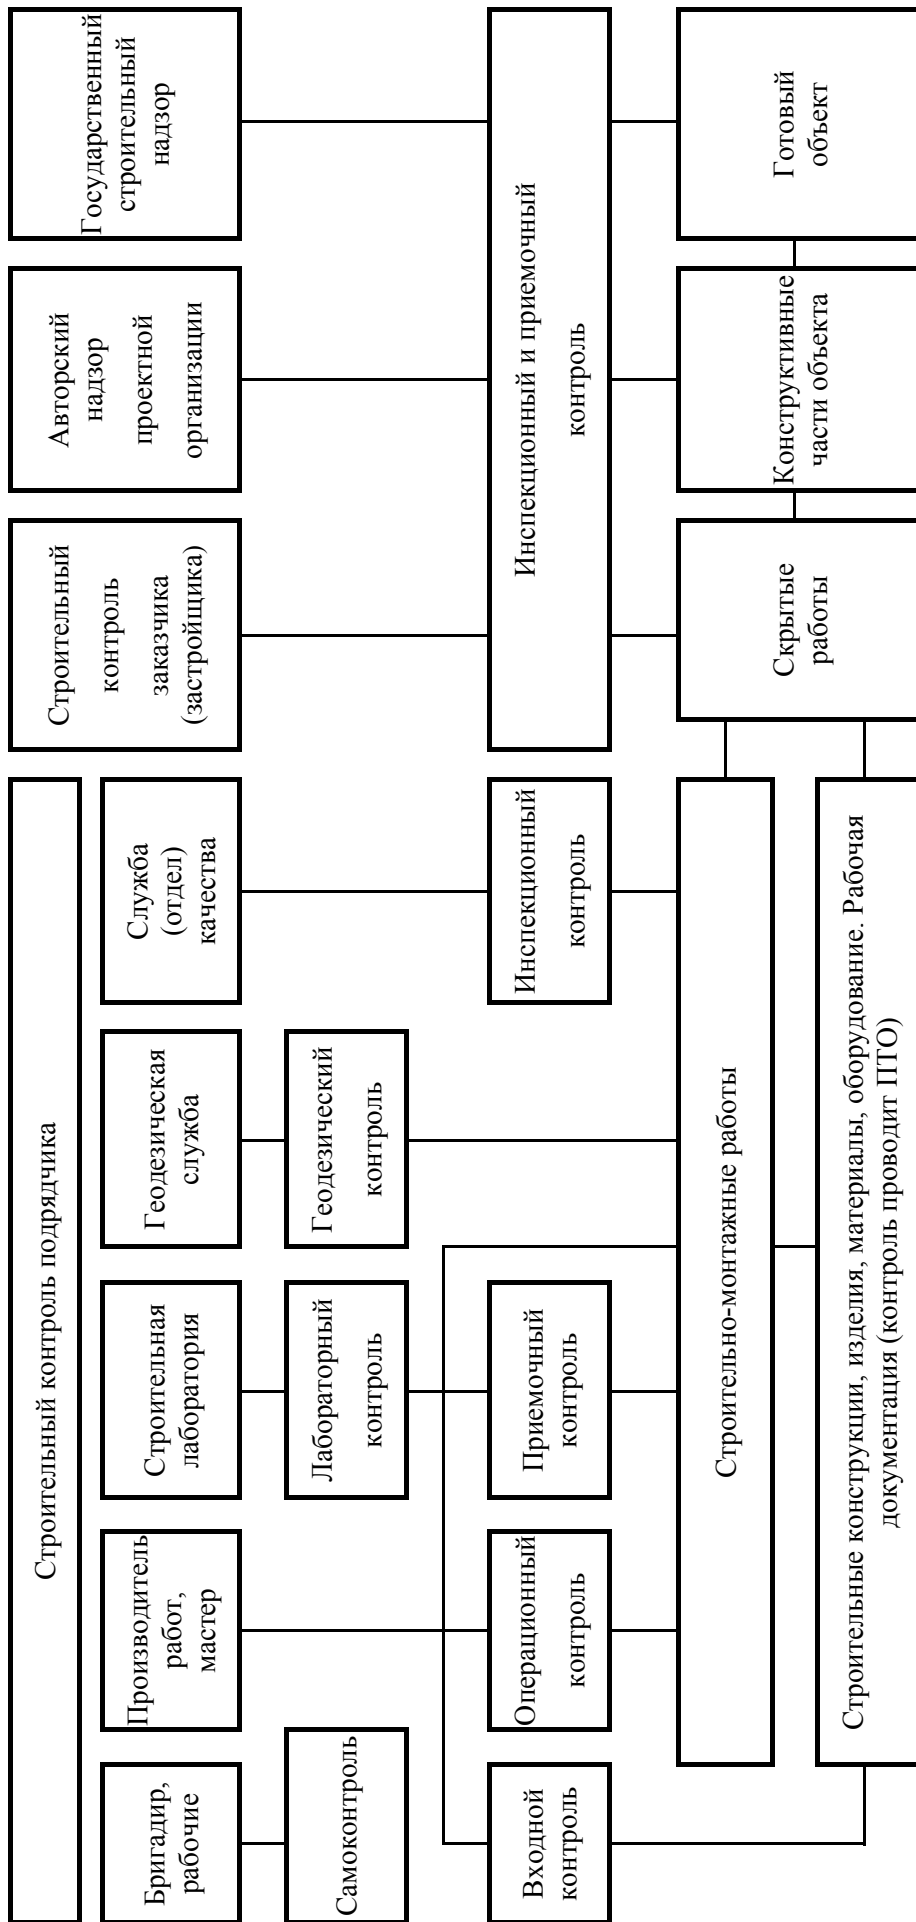 Строительный контроль подрядчика
Бригадир,
рабочие
Производитель
работ,
мастер
Строительная
лаборатория
Геодезическая
служба
Служба
(отдел)
качества
Строительный
контроль
заказчика
(застройщика)
Авторский
надзор
проектной
организации
Государственный
строительный
надзор
Самоконтроль
Лабораторный
контроль
Геодезический
контроль
Входной
контроль
Операционный
контроль
Приемочный
контроль
Инспекционный
контроль
Инспекционный и приемочный
контроль
Строительно-монтажные работы
Скрытые
работы
Конструктивные
части объекта
Готовый
объект
Строительные конструкции, изделия, материалы, оборудование. Рабочая
документация (контроль проводит ПТО)